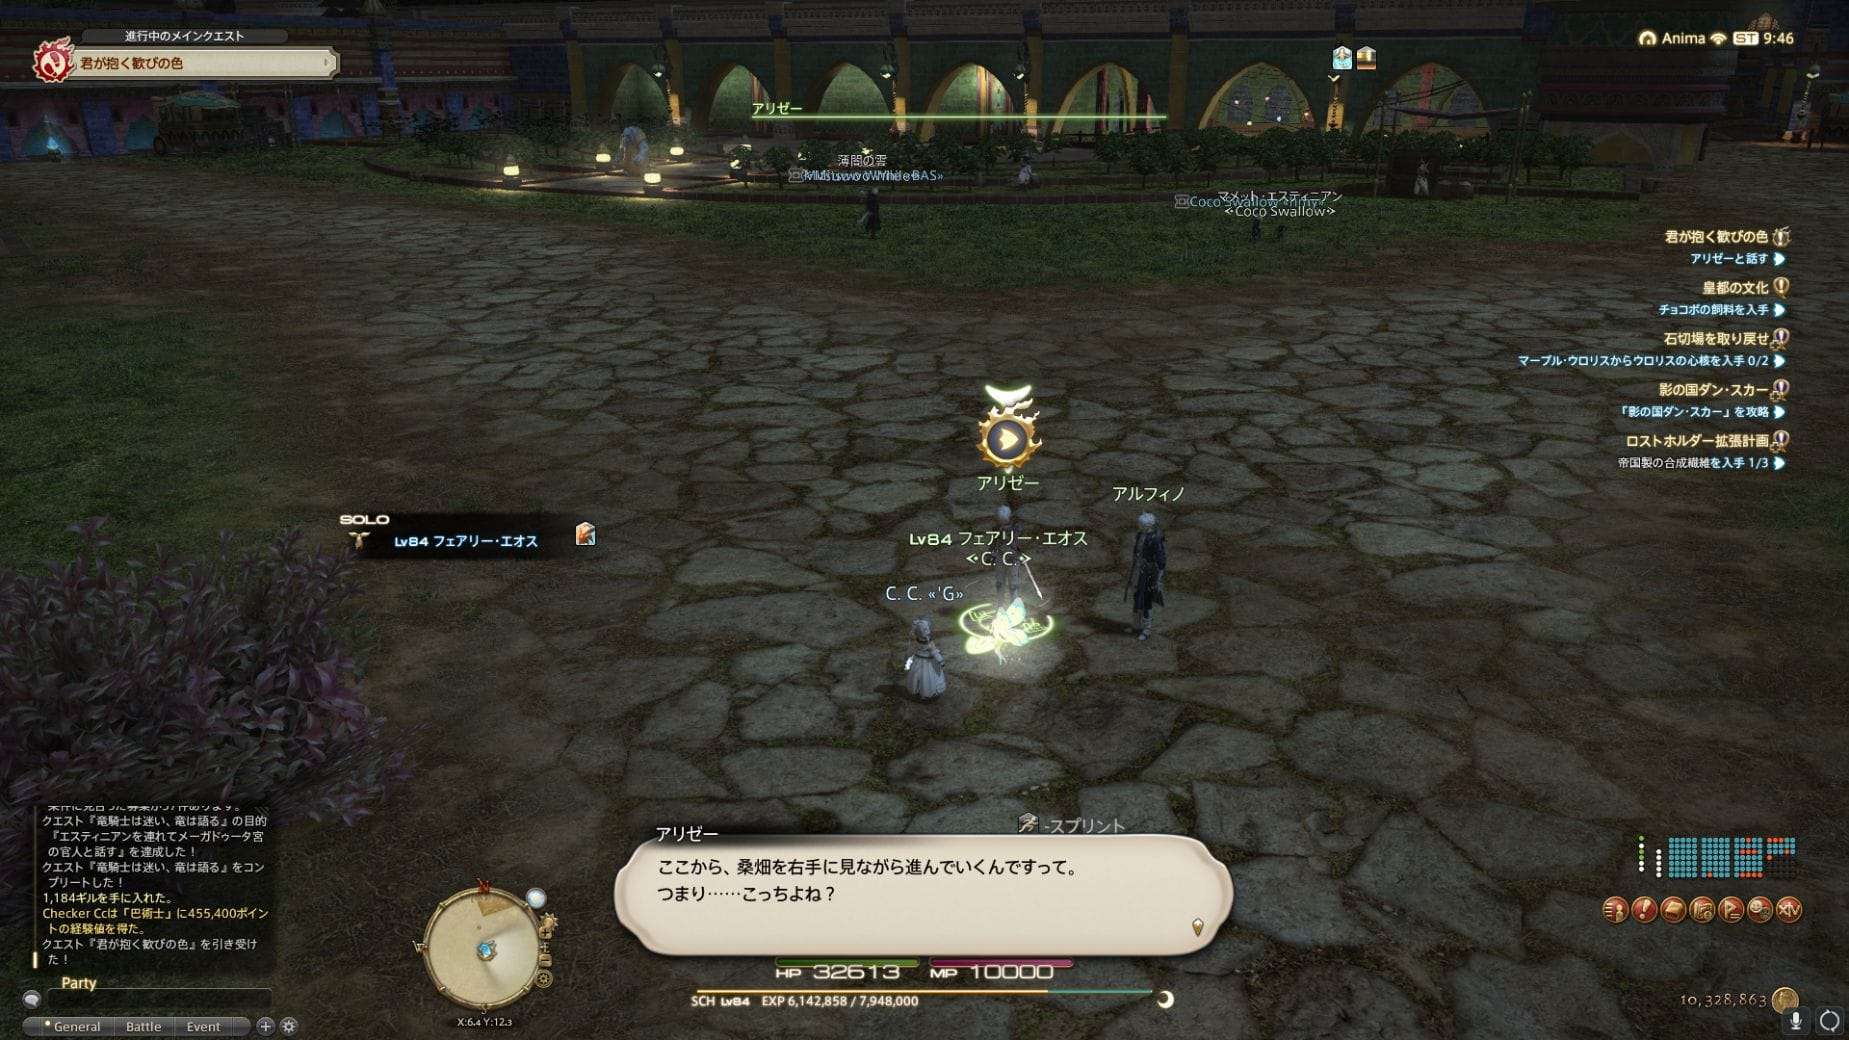 進行中のメインクエスト
君が抱く歓びの色
Anima ST 9:46
アリゼー
薄闇の雲
マメット・エスティニアン
«Coco Swallow»
君が抱く歓びの色
アリゼーと話す
皇都の文化
チョコボの飼料を入手
石切場を取り戻せ
マーブル・ウロリスからウロリスの心核を入手 0/2
影の国ダン・スカー
「影の国ダン・スカー」を攻略
ロストホルダー拡張計画
帝国製の合成繊維を入手 1/3
アリゼー
アルフィノ
SOLO
Lv84 フェアリー・エオス
Lv84 フェアリー・エオス
«C. C.»
C. C. «'G»
クエスト『竜騎士は迷い、竜は語る』の目的
『エスティニアンを連れてメーガドゥータ宮
の官人と話す』を達成した！
クエスト『竜騎士は迷い、竜は語る』をコン
プリートした！
1,184ギルを手に入れた。
Checker Ccは「巴術士」に455,400ポイン
トの経験値を得た。
クエスト『君が抱く歓びの色』を引き受け
た！
Party
General Battle Event
N
W
X:6.4 Y:12.3
-スプリント
アリゼー
ここから、桑畑を右手に見ながら進んでいくんですって。
つまり……こっちよね？
HP 32613 MP 10000
SCH Lv84 EXP 6,142,858 / 7,948,000
XIV
10,328,863